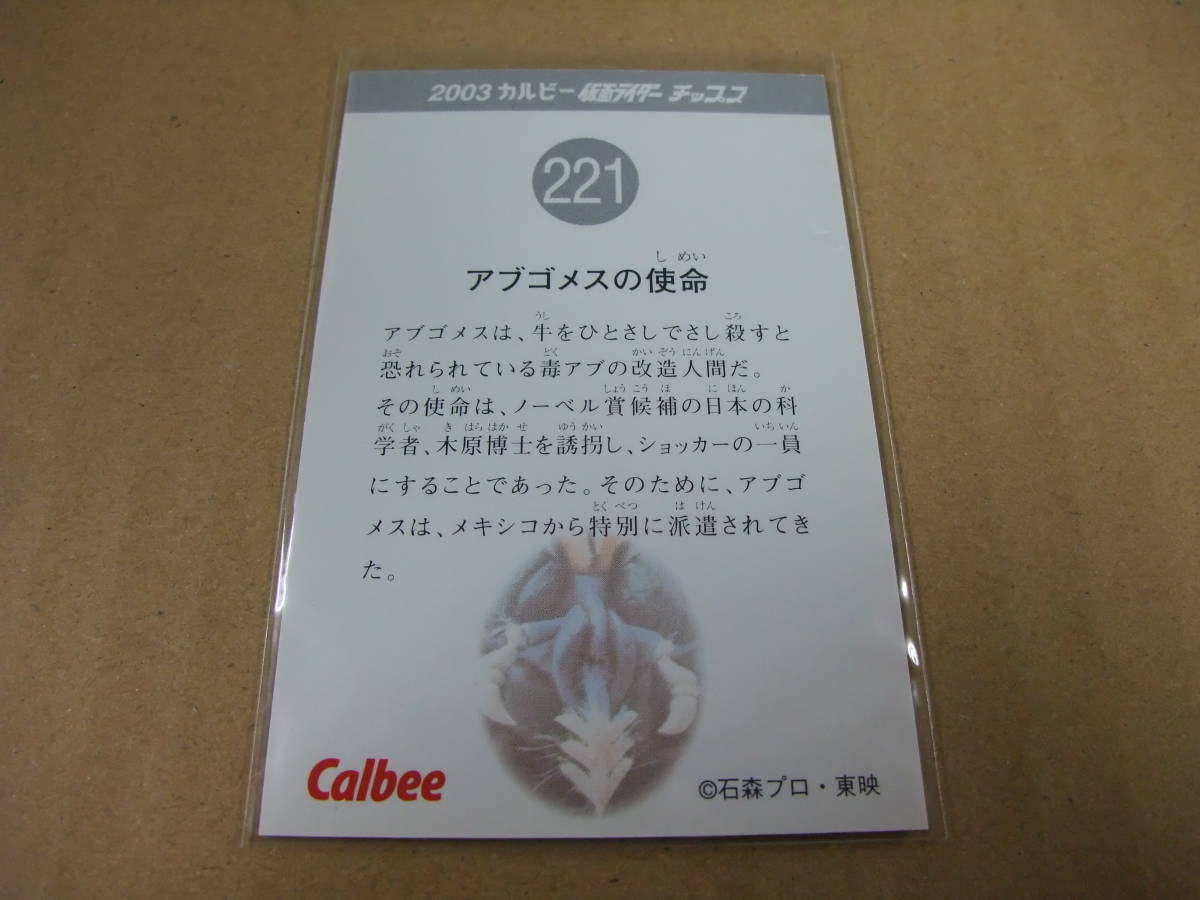 2003 カルビー 仮面ライダー チップス
221
し めい
アブゴメスの使命
うし ころ
アブゴメスは、牛をひとさしでさし殺すと
おそ どく かい ぞう にん げん
恐れられている毒アブの改造人間だ。
し めい しょう こう ほ に ほん か
その使命は、ノーベル賞候補の日本の科
がく しゃ き はら はか せ ゆう かい いち いん
学者、木原博士を誘拐し、ショッカーの一員
にすることであった。そのために、アブゴ
とく べつ は けん
メスは、メキシコから特別に派遣されてき
た。
Calbee
©石森プロ・東映